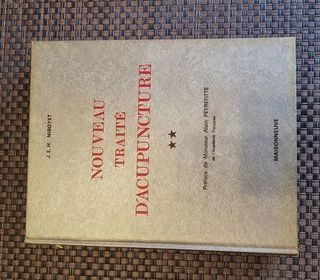 J. E. H. NIBOYET
NOUVEAU
TRAITÉ
D'ACUPUNCTURE
★★
Préface de Monsieur Alain PEYREFITTE
de l'Académie Française
MAISONNEUVE